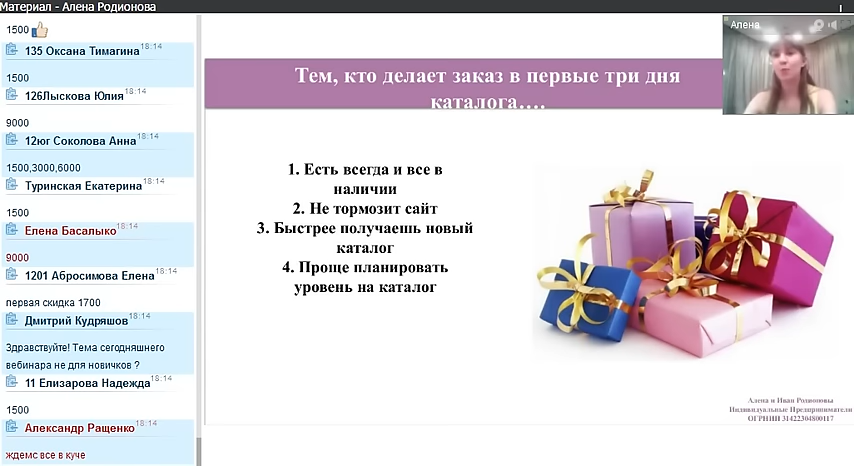 Материал - Алена Родионова
1500
135 Оксана Тимагина 18:14
1500
126Лыскова Юлия 18:14
9000
12юг Соколова Анна 18:14
1500,3000,6000
Туринская Екатерина 18:14
1500
Елена Басалыко 18:14
9000
1201 Абросимова Елена 18:14
первая скидка 1700
Дмитрий Кудряшов 18:14
Здравствуйте! Тема сегодняшнего
вебинара не для новичков ?
11 Елизарова Надежда 18:14
1500
Александр Ращенко 18:14
ждемс все в куче
Тем, кто делает заказ в первые три дня
каталога….
1. Есть всегда и все в
наличии
2. Не тормозит сайт
3. Быстрее получаешь новый
каталог
4. Проще планировать
уровень на каталог
Алена
Алена и Иван Родионовы
Индивидуальные Предприниматели
ОГРНИП 31422304800117